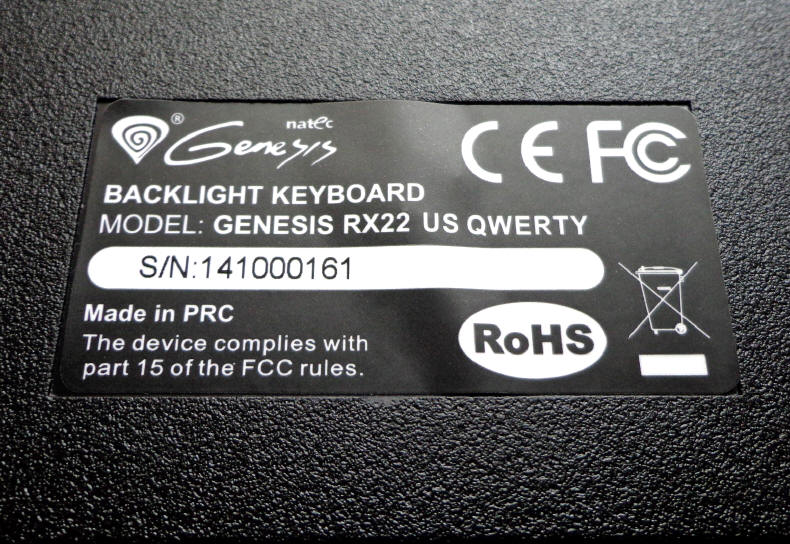 ® natec
Genesis
CE FC
BACKLIGHT KEYBOARD
MODEL: GENESIS RX22 US QWERTY
S/N:141000161
Made in PRC
The device complies with
part 15 of the FCC rules.
RoHS